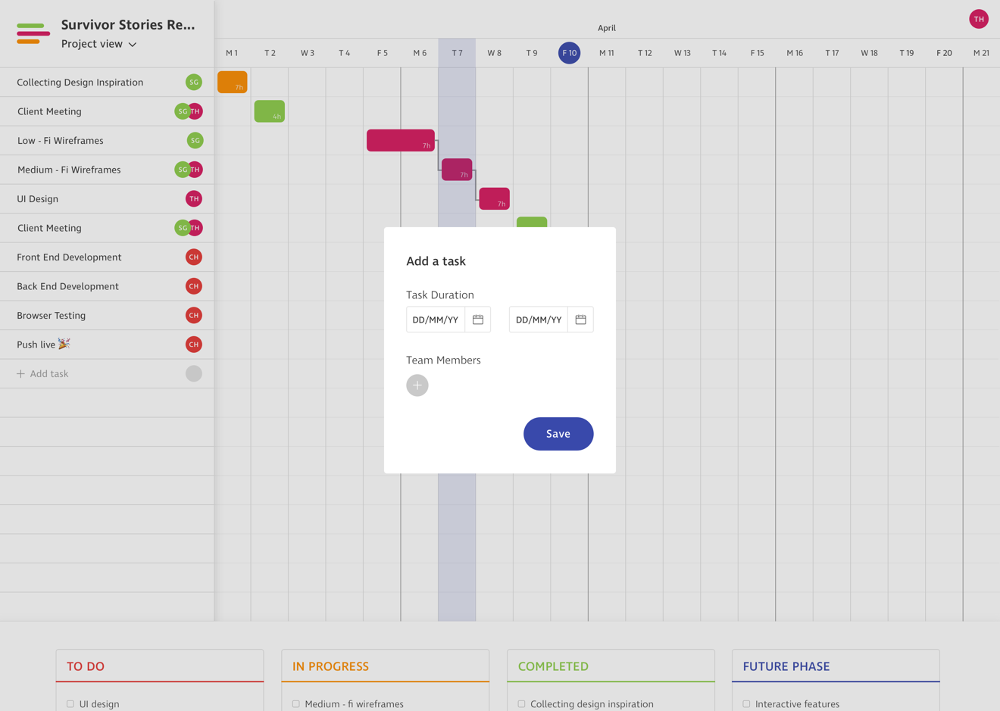 Survivor Stories Re...
Project view
April
TH
M 1 T 2 W 3 T 4 F 5 M 6 T 7 W 8 T 9 F 10 M 11 T 12 W 13 T 14 F 15 M 16 T 17 W 18 T 19 F 20 M 21
Collecting Design Inspiration SG 7h
Client Meeting SG TH 4h
Low - Fi Wireframes SG 7h
Medium - Fi Wireframes SG TH 7h
UI Design TH 7h
Client Meeting SG TH
Front End Development CH
Back End Development CH
Browser Testing CH
Push live 🎉 CH
+ Add task
Add a task
Task Duration
DD/MM/YY DD/MM/YY
Team Members
+
Save
TO DO
UI design
IN PROGRESS
Medium - fi wireframes
COMPLETED
Collecting design inspiration
FUTURE PHASE
Interactive features